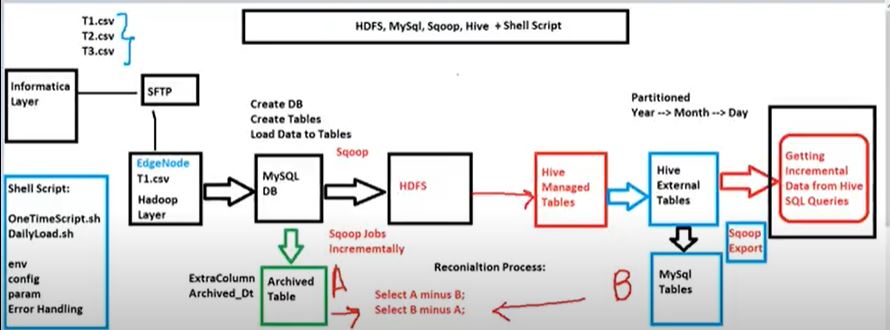 T1.csv
T2.csv
T3.csv
HDFS, MySql, Sqoop, Hive + Shell Script
Informatica
Layer
SFTP
Create DB
Create Tables
Load Data to Tables
Partitioned
Year --> Month --> Day
EdgeNode
T1.csv
Hadoop
Layer
MySQL
DB
Sqoop
HDFS
Hive
Managed
Tables
Hive
External
Tables
Getting
Incremental
Data from Hive
SQL Queries
Shell Script:
OneTimeScript.sh
DailyLoad.sh
env
config
param
Error Handling
Sqoop Jobs
Incrememtally
Sqoop
Export
ExtraColumn
Archived_Dt
Archived
Table
A
Reconialtion Process:
Select A minus B;
Select B minus A;
B
MySql
Tables